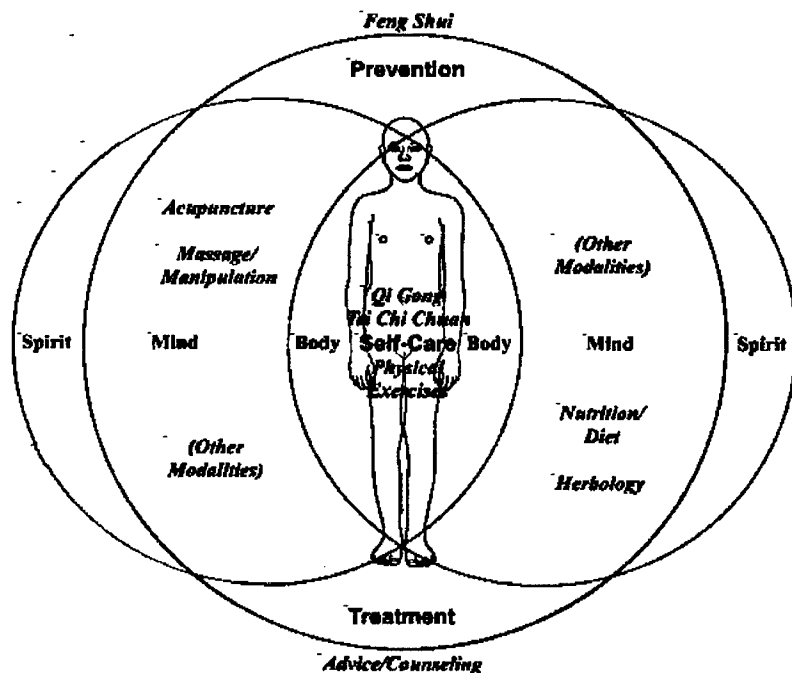 Feng Shui
Prevention
Acupuncture
Massage/
Manipulation
(Other
Modalities)
Qi Gong
Tai Chi Chuan
Spirit Mind Body Self-Care Body Mind Spirit
Physical
Exercises
(Other
Modalities)
Nutrition/
Diet
Herbology
Treatment
Advice/Counseling